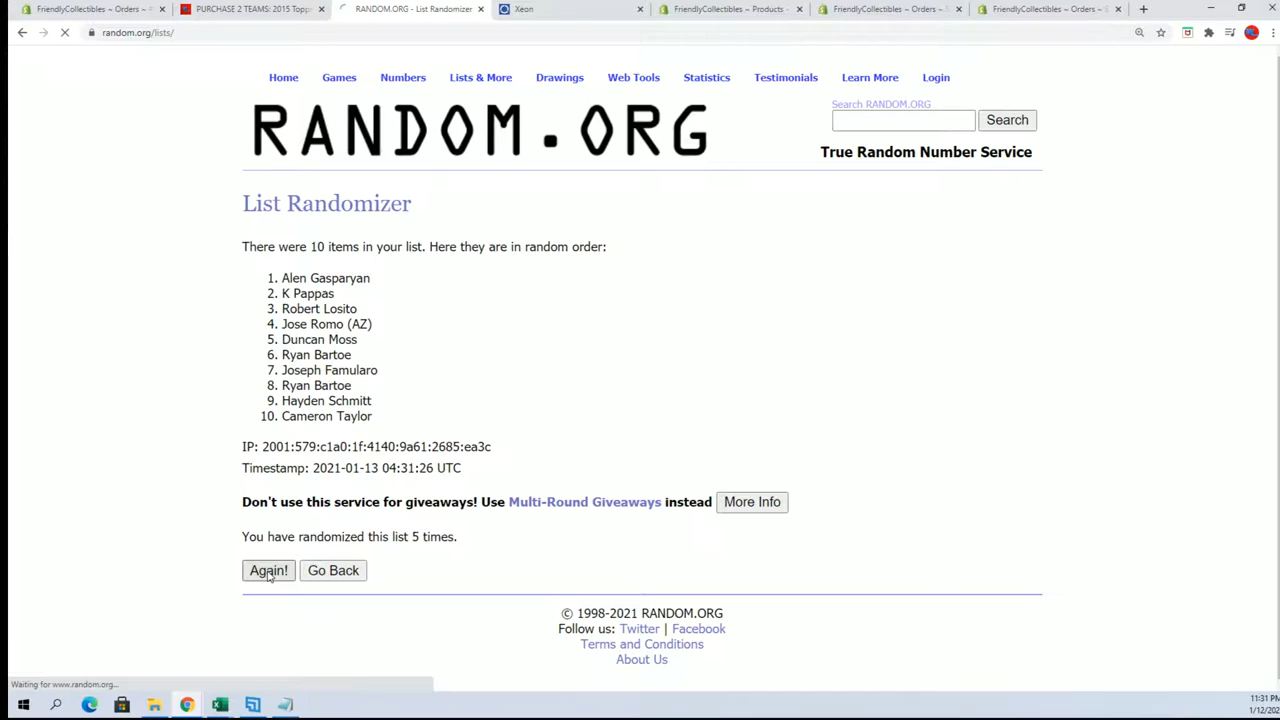 FriendlyCollectibles ~ Orders ~
PURCHASE 2 TEAMS: 2015 Topps
RANDOM.ORG - List Randomizer
Xeon
FriendlyCollectibles ~ Products ~
FriendlyCollectibles ~ Orders ~
FriendlyCollectibles ~ Orders ~
random.org/lists/
Home Games Numbers Lists & More Drawings Web Tools Statistics Testimonials Learn More Login
RANDOM.ORG
Search RANDOM.ORG
Search
True Random Number Service
List Randomizer
There were 10 items in your list. Here they are in random order:
1. Alen Gasparyan
2. K Pappas
3. Robert Losito
4. Jose Romo (AZ)
5. Duncan Moss
6. Ryan Bartoe
7. Joseph Famularo
8. Ryan Bartoe
9. Hayden Schmitt
10. Cameron Taylor
IP: 2001:579:c1a0:1f:4140:9a61:2685:ea3c
Timestamp: 2021-01-13 04:31:26 UTC
Don't use this service for giveaways! Use Multi-Round Giveaways instead More Info
You have randomized this list 5 times.
Again! Go Back
© 1998-2021 RANDOM.ORG
Follow us: Twitter | Facebook
Terms and Conditions
About Us
Waiting for www.random.org...
11:31 PM
1/12/202